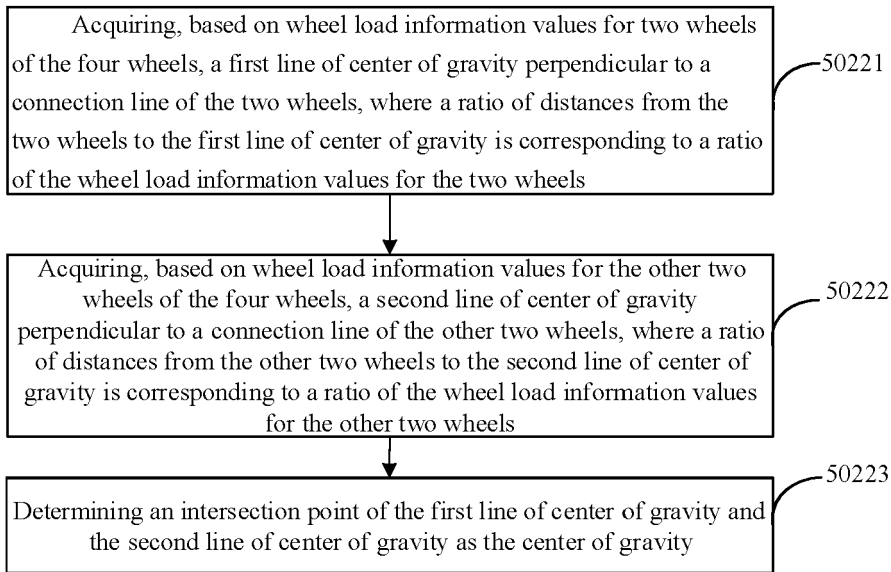 Acquiring, based on wheel load information values for two wheels
of the four wheels, a first line of center of gravity perpendicular to a
connection line of the two wheels, where a ratio of distances from the
two wheels to the first line of center of gravity is corresponding to a ratio
of the wheel load information values for the two wheels
50221
Acquiring, based on wheel load information values for the other two
wheels of the four wheels, a second line of center of gravity
perpendicular to a connection line of the other two wheels, where a ratio
of distances from the other two wheels to the second line of center of
gravity is corresponding to a ratio of the wheel load information values
for the other two wheels
50222
Determining an intersection point of the first line of center of gravity and
the second line of center of gravity as the center of gravity
50223